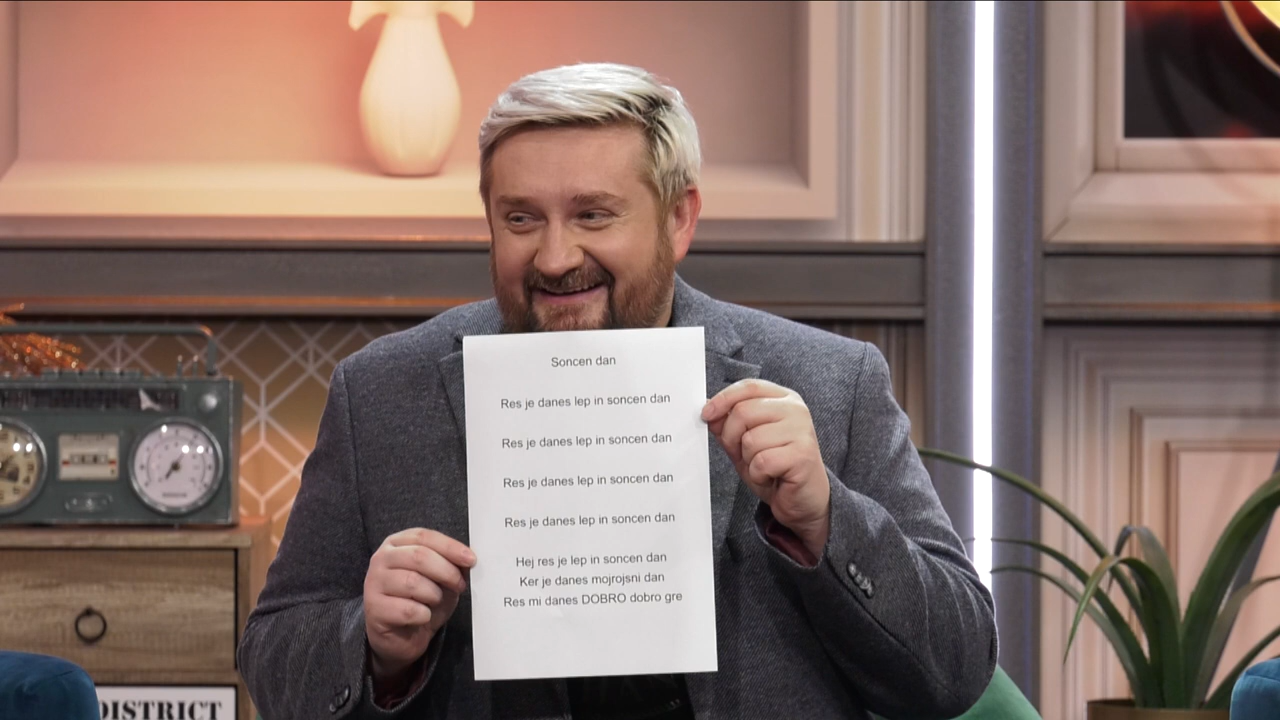 Soncen dan
Res je danes lep in soncen dan
Res je danes lep in soncen dan
Res je danes lep in soncen dan
Res je danes lep in soncen dan
Hej res je lep in soncen dan
Ker je danes mojrojsni dan
Res mi danes DOBRO dobro gre
DISTRICT